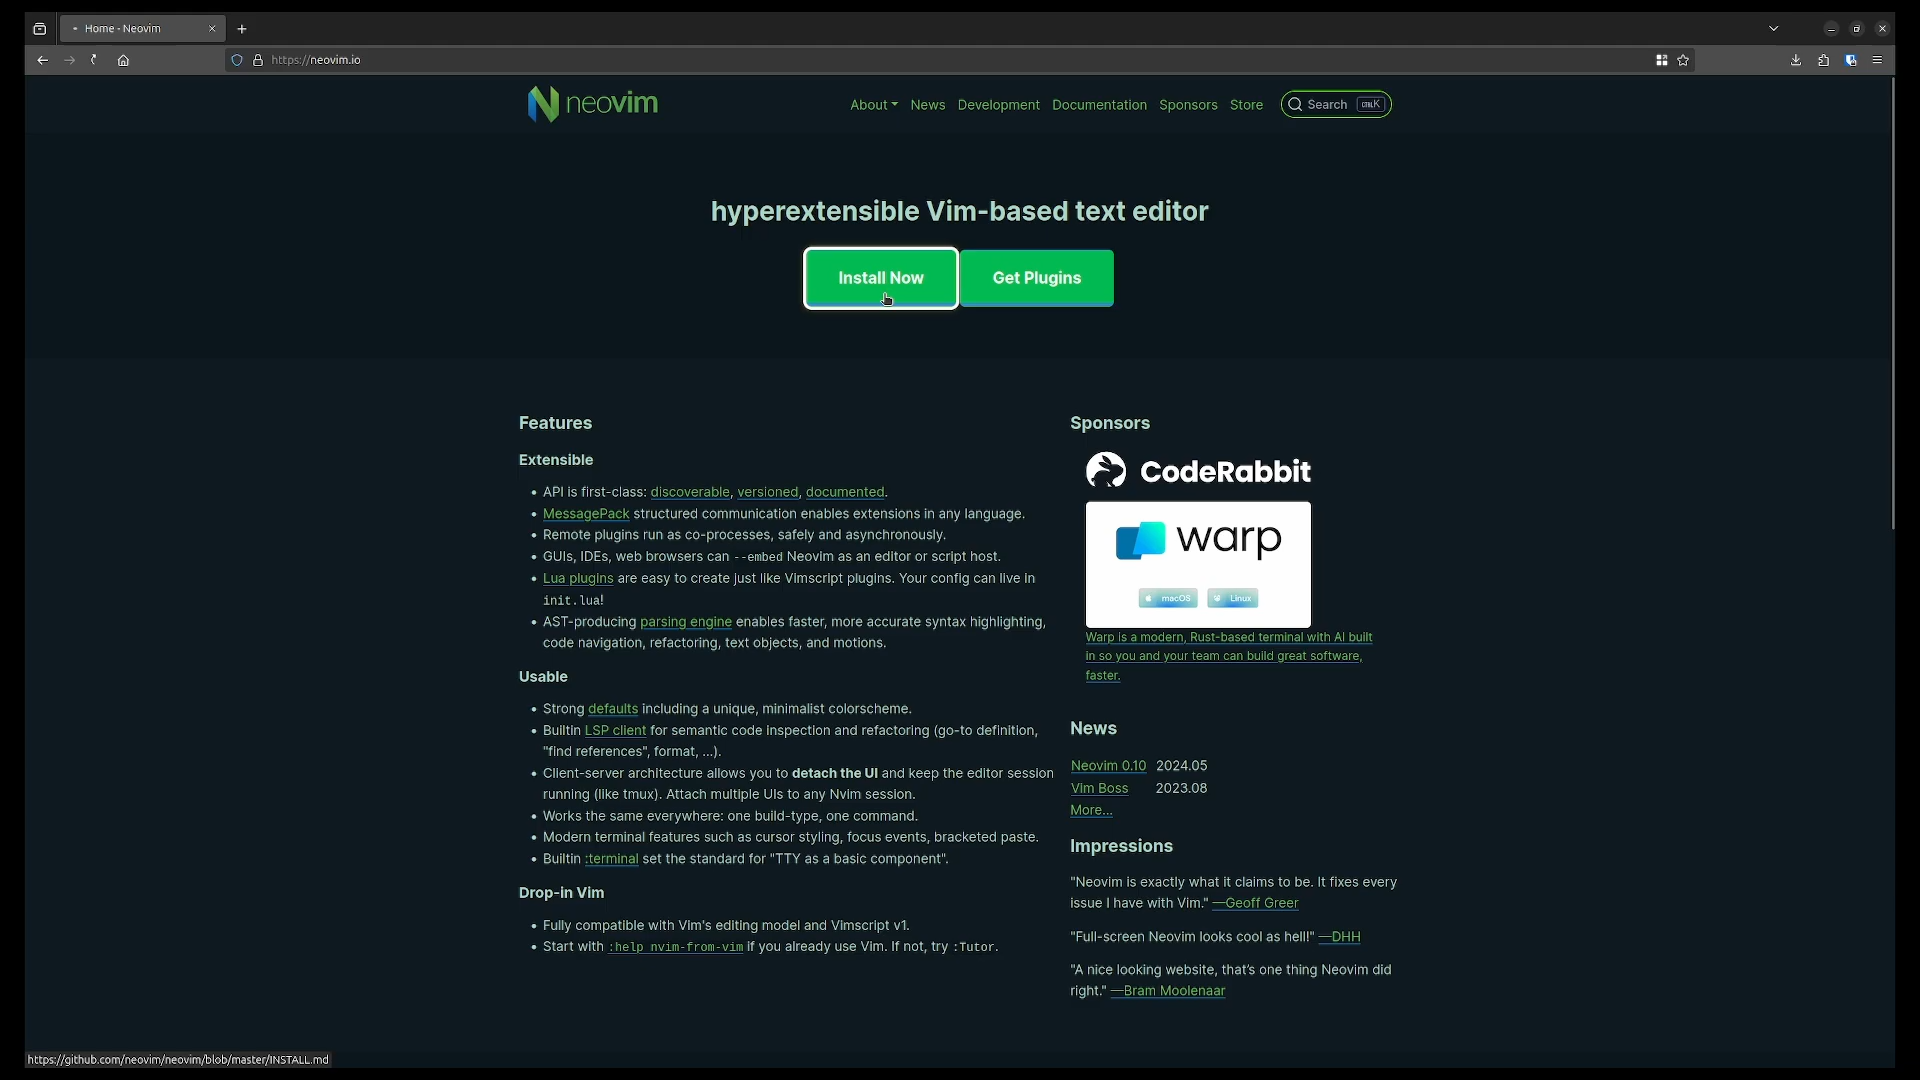 Home - Neovim
https://neovim.io
neovim
About News Development Documentation Sponsors Store Search CTRL K
hyperextensible Vim-based text editor
Install Now Get Plugins
Features
Extensible
• API is first-class: discoverable, versioned, documented.
• MessagePack structured communication enables extensions in any language.
• Remote plugins run as co-processes, safely and asynchronously.
• GUIs, IDEs, web browsers can --embed Neovim as an editor or script host.
• Lua plugins are easy to create just like Vimscript plugins. Your config can live in
init.lua!
• AST-producing parsing engine enables faster, more accurate syntax highlighting,
code navigation, refactoring, text objects, and motions.
Usable
• Strong defaults including a unique, minimalist colorscheme.
• Builtin LSP client for semantic code inspection and refactoring (go-to definition,
"find references", format, ...).
• Client-server architecture allows you to detach the UI and keep the editor session
running (like tmux). Attach multiple UIs to any Nvim session.
• Works the same everywhere: one build-type, one command.
• Modern terminal features such as cursor styling, focus events, bracketed paste.
• Builtin :terminal set the standard for "TTY as a basic component".
Drop-in Vim
• Fully compatible with Vim's editing model and Vimscript v1.
• Start with :help nvim-from-vim if you already use Vim. If not, try :Tutor.
Sponsors
CodeRabbit
warp
macOS Linux
Warp is a modern, Rust-based terminal with AI built
in so you and your team can build great software,
faster.
News
Neovim 0.10 2024.05
Vim Boss 2023.08
More...
Impressions
"Neovim is exactly what it claims to be. It fixes every
issue I have with Vim." —Geoff Greer
"Full-screen Neovim looks cool as hell!" —DHH
"A nice looking website, that's one thing Neovim did
right." —Bram Moolenaar
https://github.com/neovim/neovim/blob/master/INSTALL.md